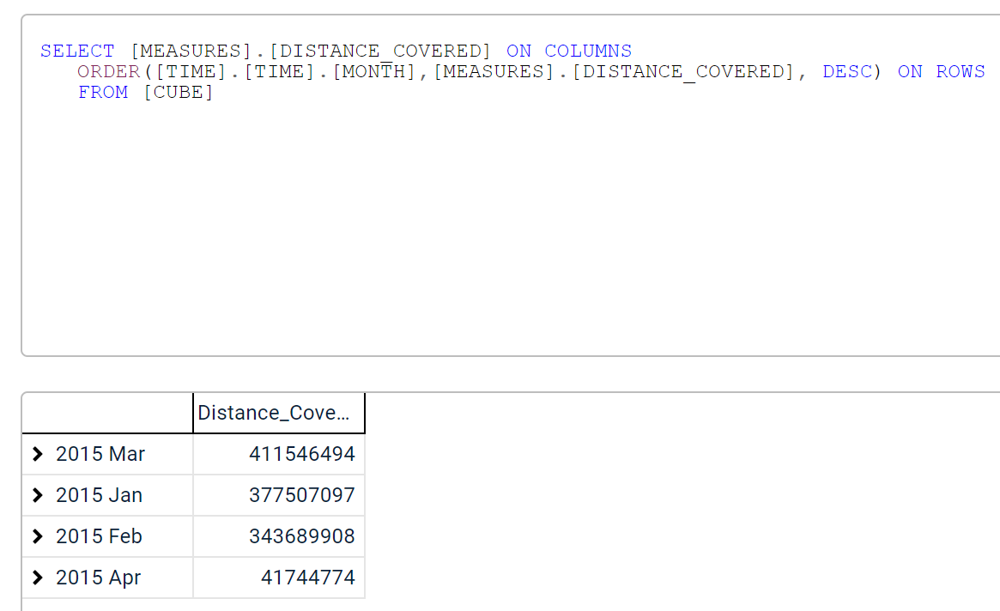 SELECT [MEASURES].[DISTANCE_COVERED] ON COLUMNS
ORDER([TIME].[TIME].[MONTH],[MEASURES].[DISTANCE_COVERED], DESC) ON ROWS
FROM [CUBE]
Distance_Cove...
2015 Mar 411546494
2015 Jan 377507097
2015 Feb 343689908
2015 Apr 41744774